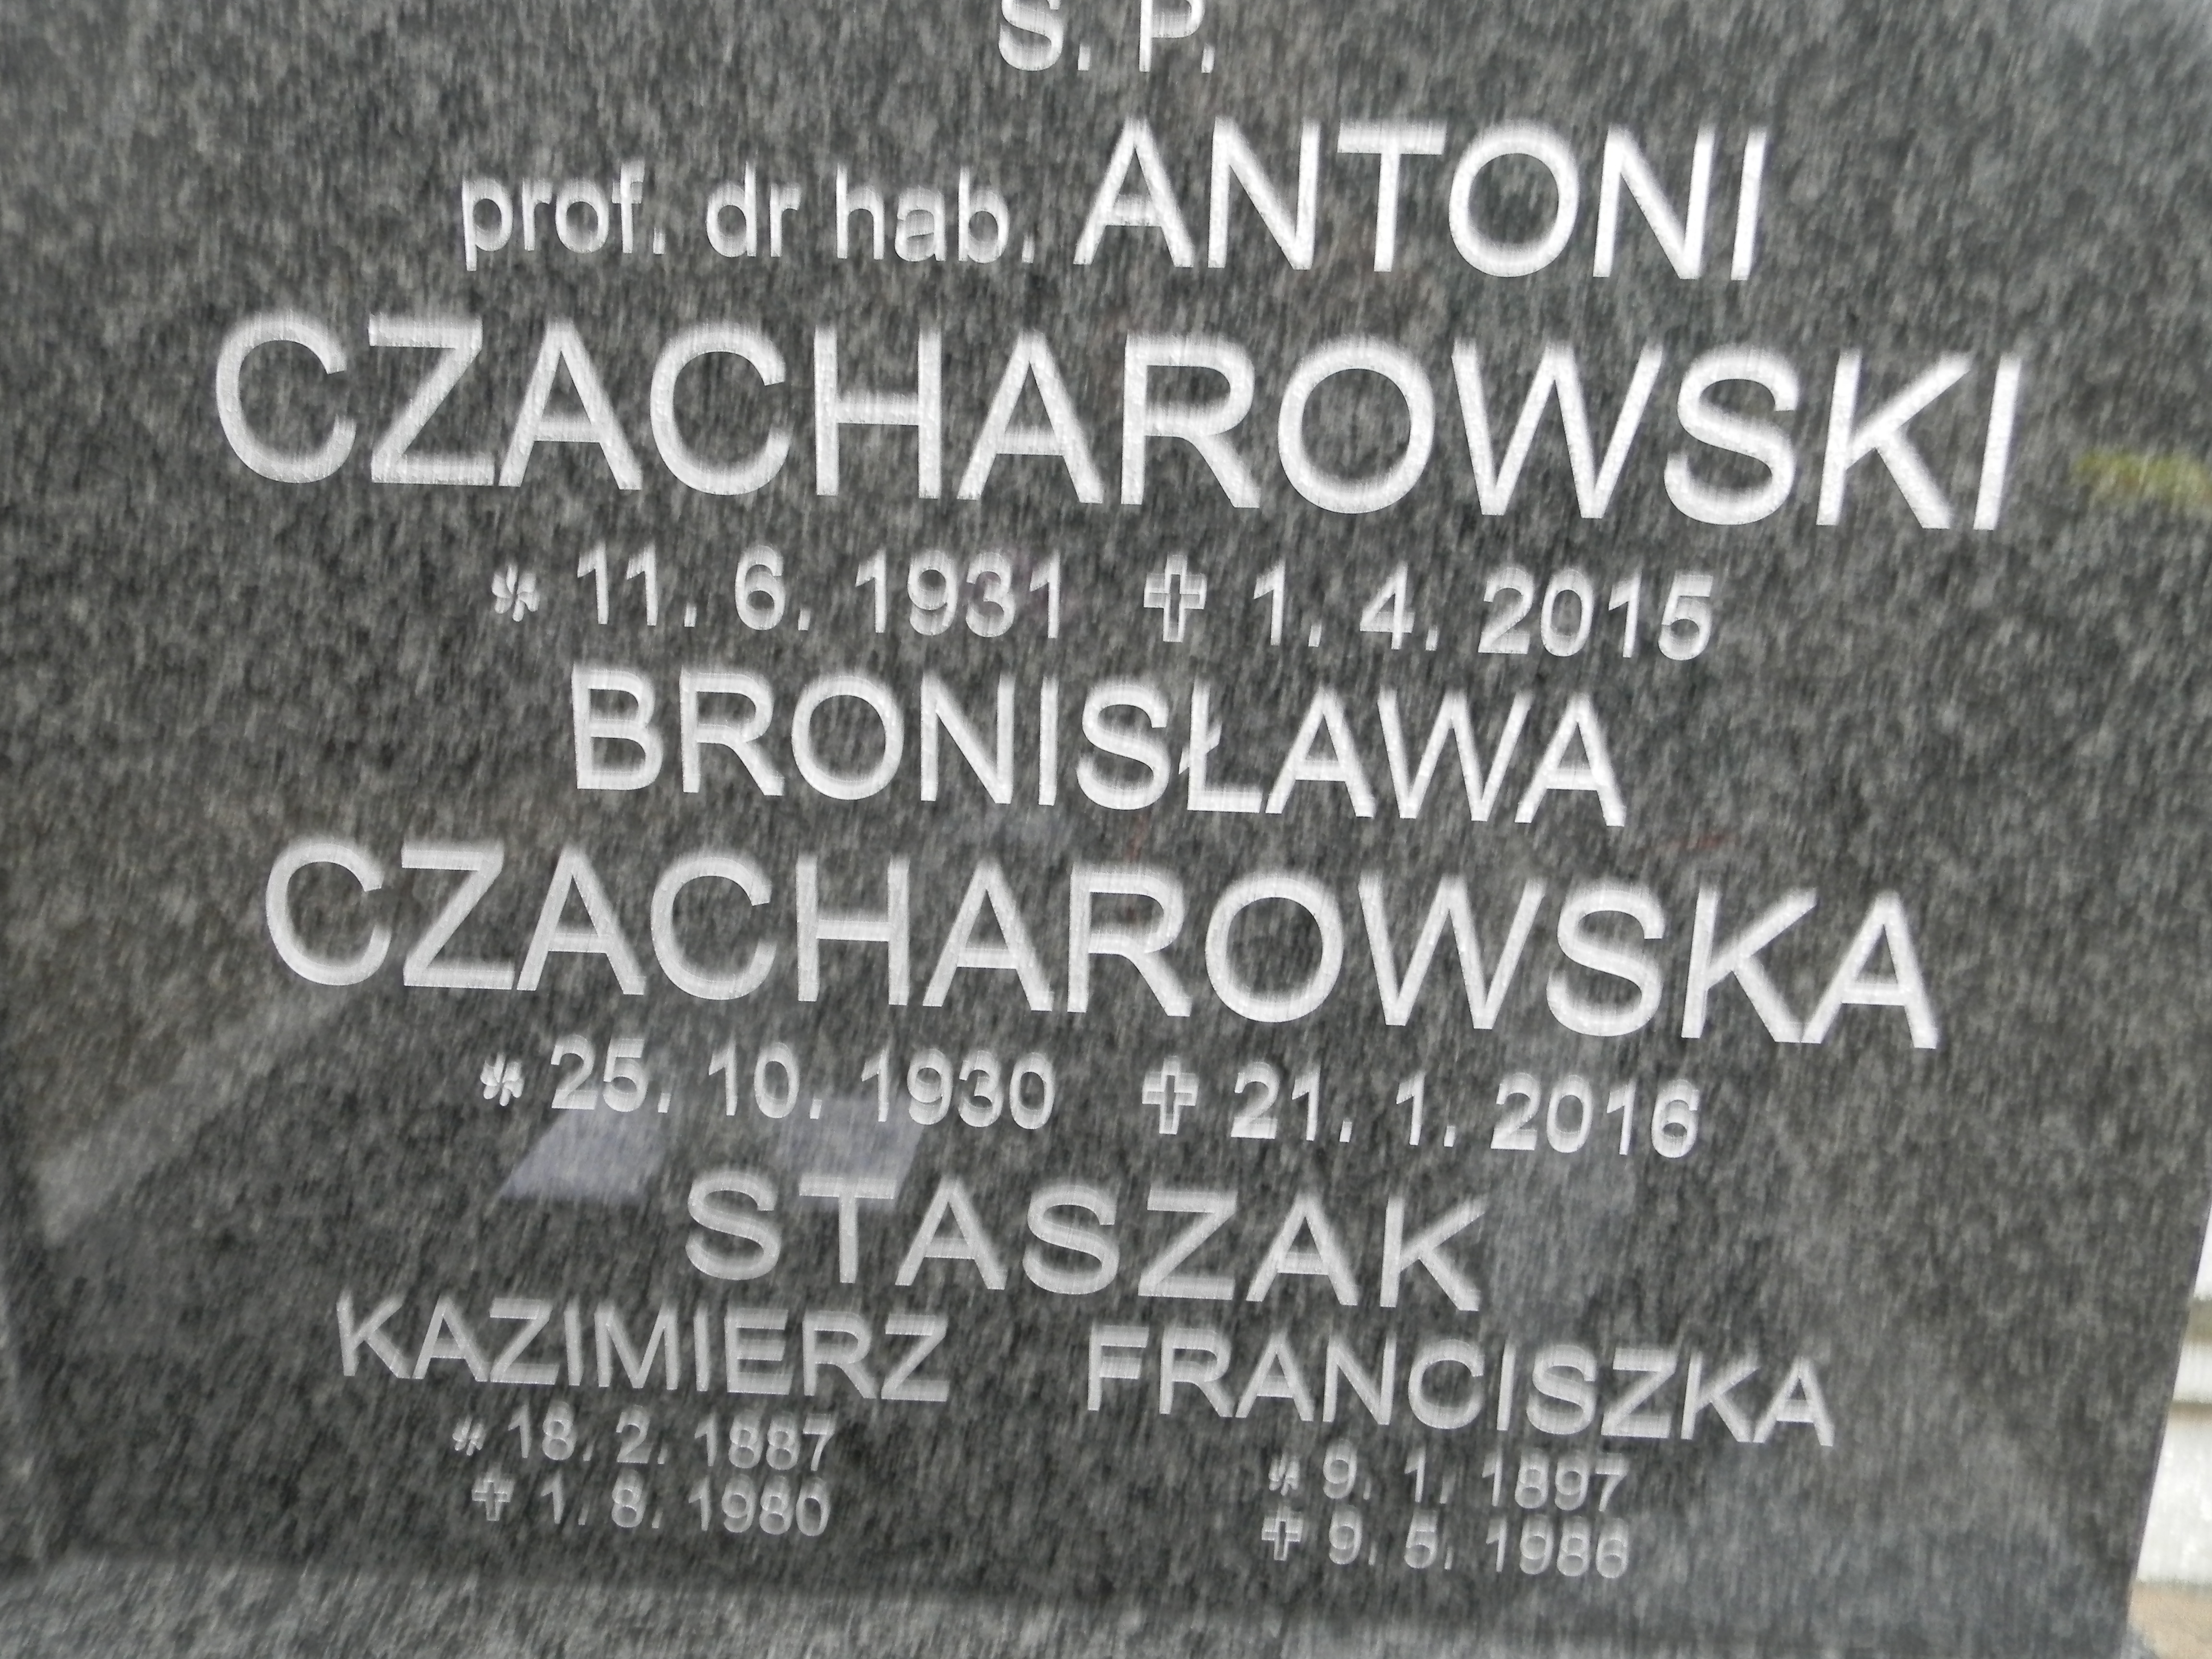 Ś. P.
prof. dr hab. ANTONI
CZACHAROWSKI
* 11. 6. 1931 ✝ 1. 4. 2015
BRONISŁAWA
CZACHAROWSKA
* 25. 10. 1930 ✝ 21. 1. 2016
STASZAK
KAZIMIERZ FRANCISZKA
* 18. 2. 1887 * 9. 1. 1897
✝ 1. 8. 1980 ✝ 9. 5. 1986